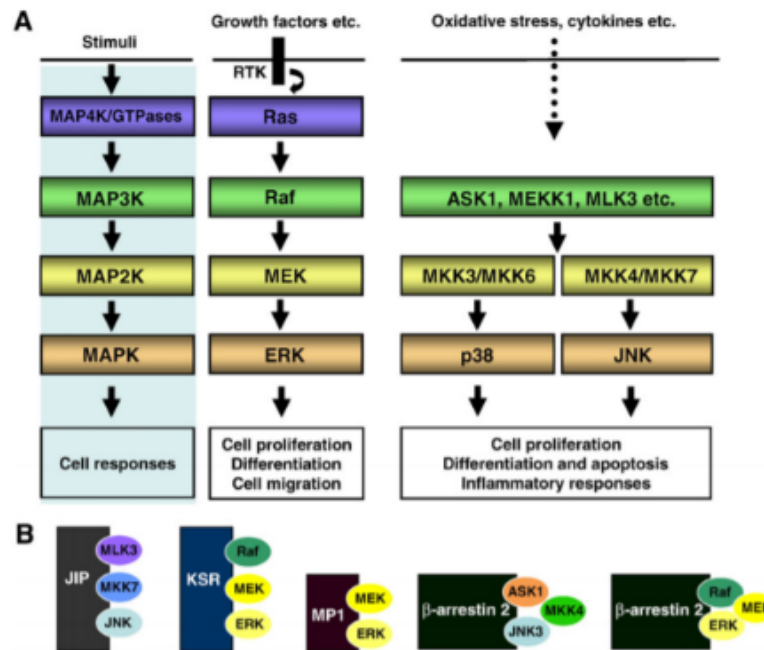 A
Stimuli
Growth factors etc.
Oxidative stress, cytokines etc.
RTK
MAP4K/GTPases
Ras
MAP3K
Raf
ASK1, MEKK1, MLK3 etc.
MAP2K
MEK
MKK3/MKK6
MKK4/MKK7
MAPK
ERK
p38
JNK
Cell responses
Cell proliferation
Differentiation
Cell migration
Cell proliferation
Differentiation and apoptosis
Inflammatory responses
B
JIP
MLK3
MKK7
JNK
KSR
Raf
MEK
ERK
MP1
MEK
ERK
β-arrestin 2
ASK1
MKK4
JNK3
β-arrestin 2
Raf
MEK
ERK